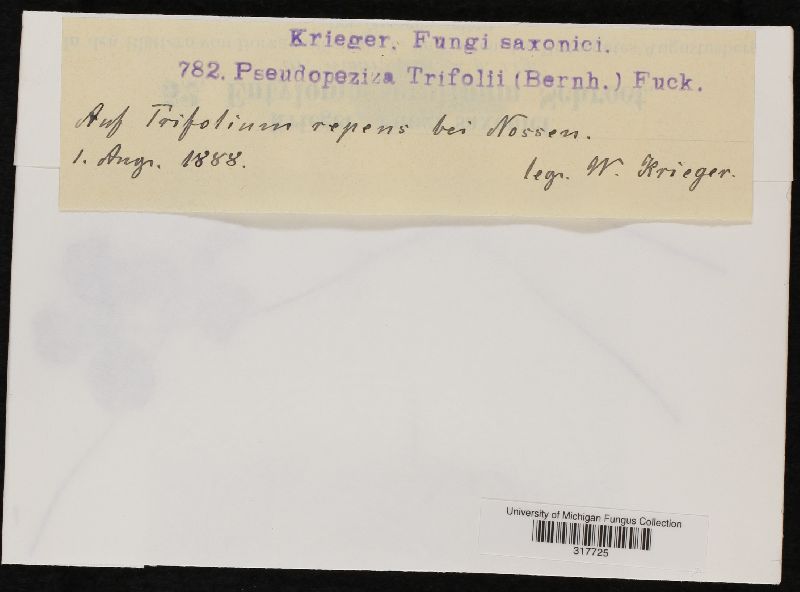 Krieger. Fungi saxonici.
782. Pseudopeziza Trifolii (Bernh.) Fuck.
Auf Trifolium repens bei Nossen.
1. Aug. 1888.
leg. W. Krieger.
University of Michigan Fungus Collection
317725